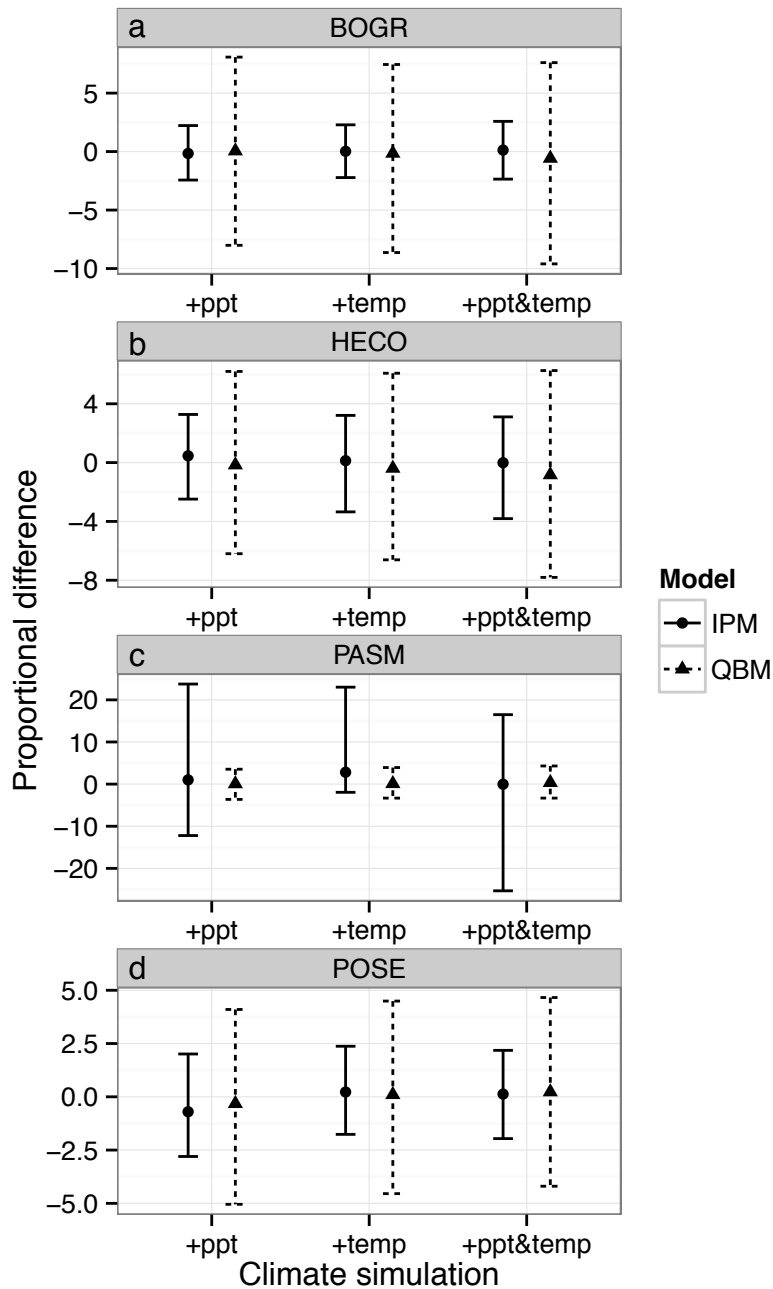 a BOGR
5
0
−5
−10
+ppt +temp +ppt&temp
b HECO
4
0
−4
−8
+ppt +temp +ppt&temp
c PASM
20
10
0
−10
−20
+ppt +temp +ppt&temp
d POSE
5.0
2.5
0.0
−2.5
−5.0
+ppt +temp +ppt&temp
Climate simulation
Proportional difference
Model
IPM
QBM